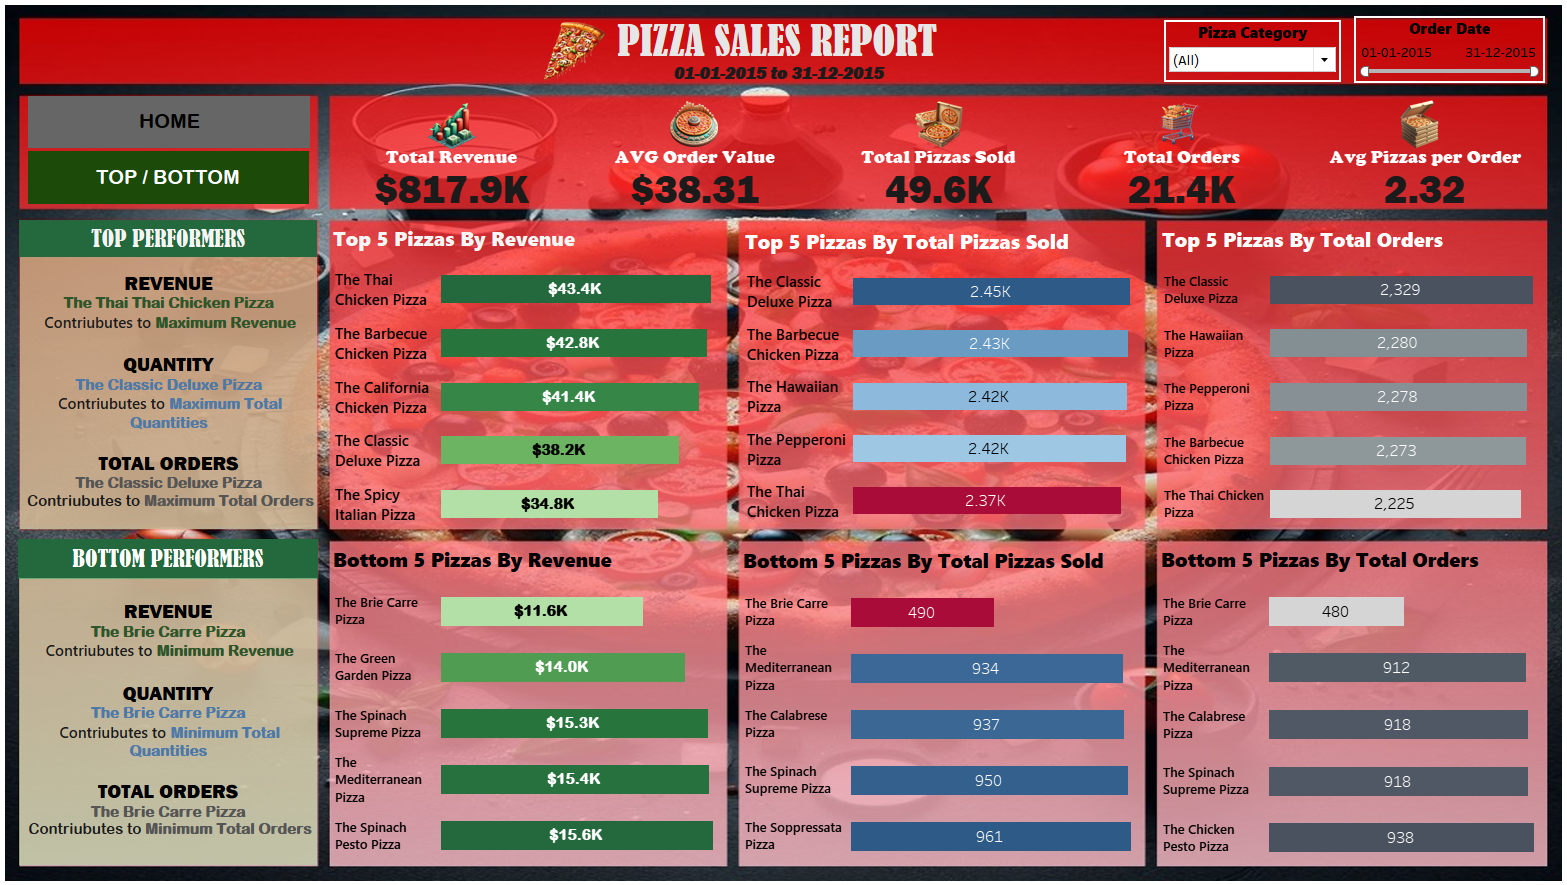 PIZZA SALES REPORT
01-01-2015 to 31-12-2015
Pizza Category
(All)
Order Date
01-01-2015 31-12-2015
HOME
TOP / BOTTOM
Total Revenue
$817.9K
AVG Order Value
$38.31
Total Pizzas Sold
49.6K
Total Orders
21.4K
Avg Pizzas per Order
2.32
TOP PERFORMERS
REVENUE
The Thai Thai Chicken Pizza
Contriubutes to Maximum Revenue
QUANTITY
The Classic Deluxe Pizza
Contriubutes to Maximum Total
Quantities
TOTAL ORDERS
The Classic Deluxe Pizza
Contriubutes to Maximum Total Orders
Top 5 Pizzas By Revenue
The Thai
Chicken Pizza
$43.4K
The Barbecue
Chicken Pizza
$42.8K
The California
Chicken Pizza
$41.4K
The Classic
Deluxe Pizza
$38.2K
The Spicy
Italian Pizza
$34.8K
Top 5 Pizzas By Total Pizzas Sold
The Classic
Deluxe Pizza
2.45K
The Barbecue
Chicken Pizza
2.43K
The Hawaiian
Pizza
2.42K
The Pepperoni
Pizza
2.42K
The Thai
Chicken Pizza
2.37K
Top 5 Pizzas By Total Orders
The Classic
Deluxe Pizza
2,329
The Hawaiian
Pizza
2,280
The Pepperoni
Pizza
2,278
The Barbecue
Chicken Pizza
2,273
The Thai Chicken
Pizza
2,225
BOTTOM PERFORMERS
REVENUE
The Brie Carre Pizza
Contriubutes to Minimum Revenue
QUANTITY
The Brie Carre Pizza
Contriubutes to Minimum Total
Quantities
TOTAL ORDERS
The Brie Carre Pizza
Contriubutes to Minimum Total Orders
Bottom 5 Pizzas By Revenue
The Brie Carre
Pizza
$11.6K
The Green
Garden Pizza
$14.0K
The Spinach
Supreme Pizza
$15.3K
The
Mediterranean
Pizza
$15.4K
The Spinach
Pesto Pizza
$15.6K
Bottom 5 Pizzas By Total Pizzas Sold
The Brie Carre
Pizza
490
The
Mediterranean
Pizza
934
The Calabrese
Pizza
937
The Spinach
Supreme Pizza
950
The Soppressata
Pizza
961
Bottom 5 Pizzas By Total Orders
The Brie Carre
Pizza
480
The
Mediterranean
Pizza
912
The Calabrese
Pizza
918
The Spinach
Supreme Pizza
918
The Chicken
Pesto Pizza
938